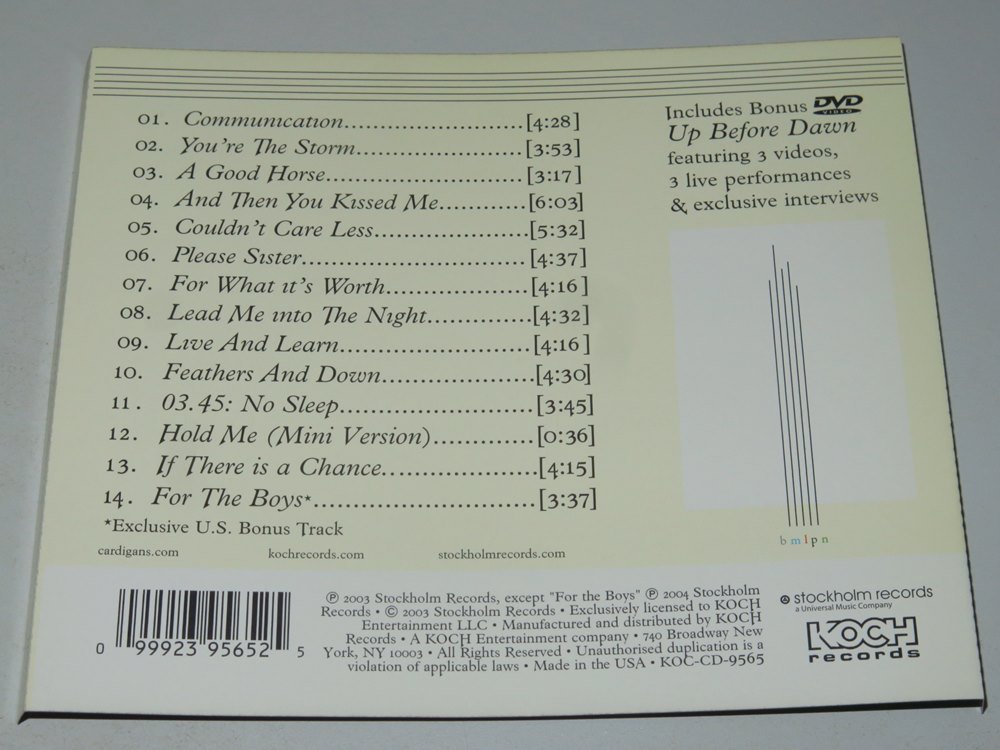 01. Communication......................[4:28]
02. You're The Storm....................[3:53]
03. A Good Horse.......................[3:17]
04. And Then You Kissed Me..........[6:03]
05. Couldn't Care Less..................[5:32]
06. Please Sister..........................[4:37]
07. For What it's Worth.................[4:16]
08. Lead Me into The Night............[4:32]
09. Live And Learn......................[4:16]
10. Feathers And Down.................[4:30]
11. 03.45: No Sleep......................[3:45]
12. Hold Me (Mini Version)...........[0:36]
13. If There is a Chance.................[4:15]
14. For The Boys*........................[3:37]
*Exclusive U.S. Bonus Track
cardigans.com kochrecords.com stockholmrecords.com
Includes Bonus DVD VIDEO
Up Before Dawn
featuring 3 videos,
3 live performances
& exclusive interviews
b m l p n
0 99923 95652 5
℗ 2003 Stockholm Records, except "For the Boys" ℗ 2004 Stockholm
Records • © 2003 Stockholm Records • Exclusively licensed to KOCH
Entertainment LLC • Manufactured and distributed by KOCH
Records • A KOCH Entertainment company • 740 Broadway New
York, NY 10003 • All Rights Reserved • Unauthorised duplication is a
violation of applicable laws • Made in the USA • KOC-CD-9565
stockholm records
a Universal Music Company
KOCH
records